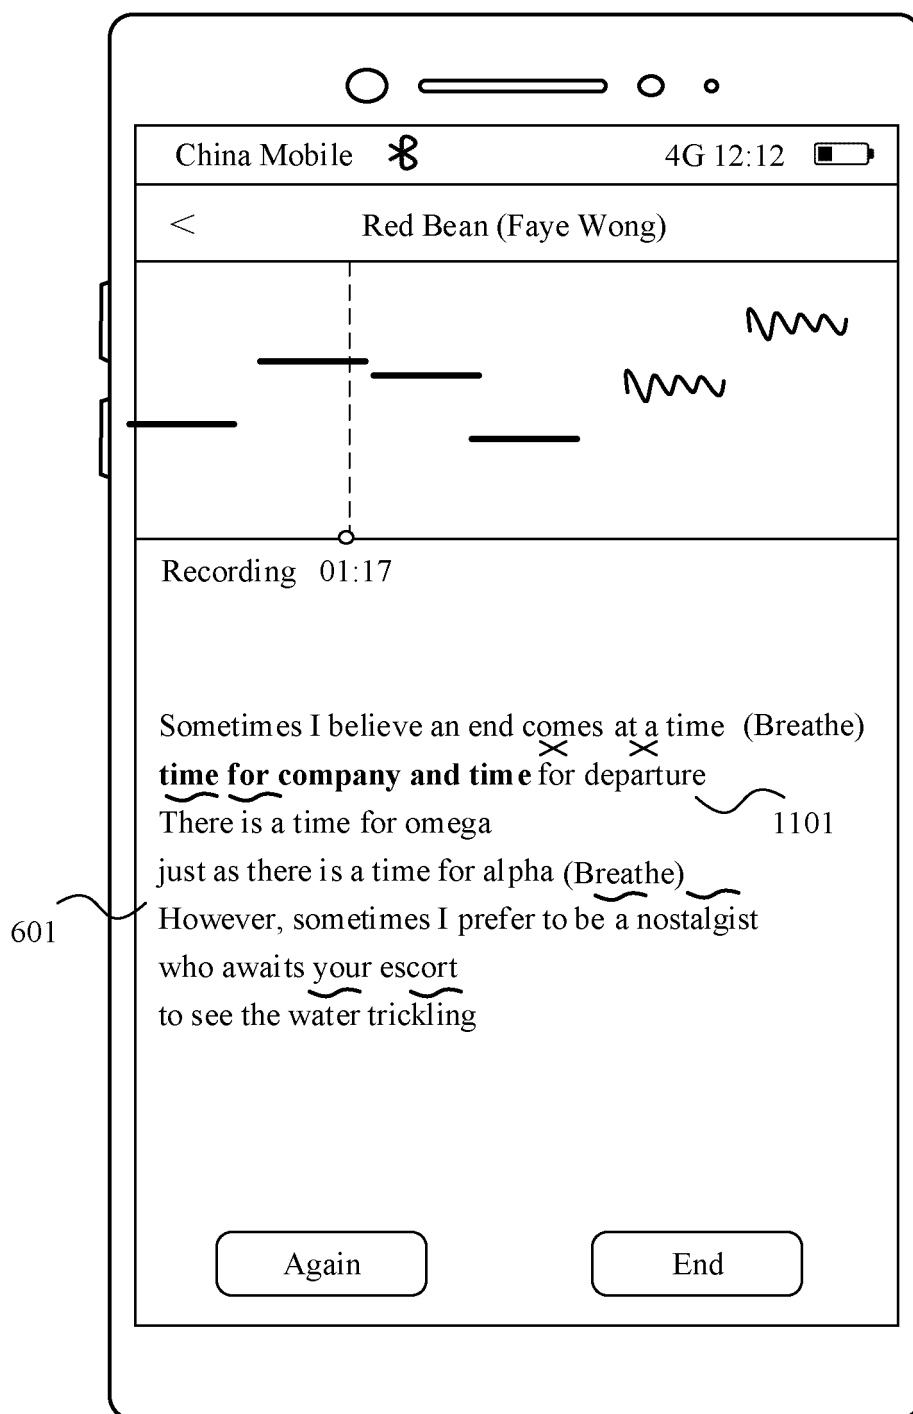 China Mobile 4G 12:12
< Red Bean (Faye Wong)
Recording 01:17
Sometimes I believe an end comes at a time (Breathe)
time for company and time for departure
1101
There is a time for omega
just as there is a time for alpha (Breathe)
601
However, sometimes I prefer to be a nostalgist
who awaits your escort
to see the water trickling
Again End